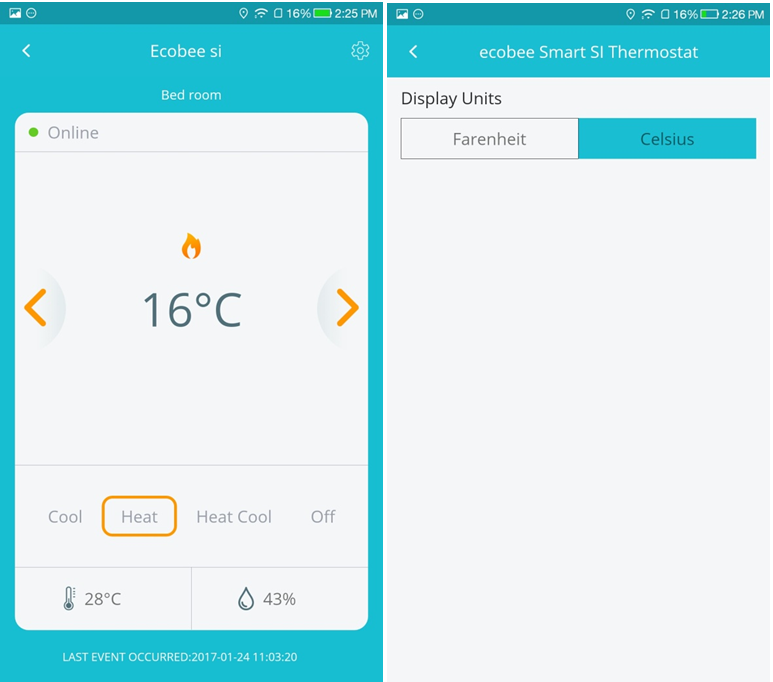 16% 2:25 PM
Ecobee si
Bed room
Online
16°C
Cool Heat Heat Cool Off
28°C 43%
LAST EVENT OCCURRED:2017-01-24 11:03:20
16% 2:26 PM
ecobee Smart SI Thermostat
Display Units
Farenheit Celsius